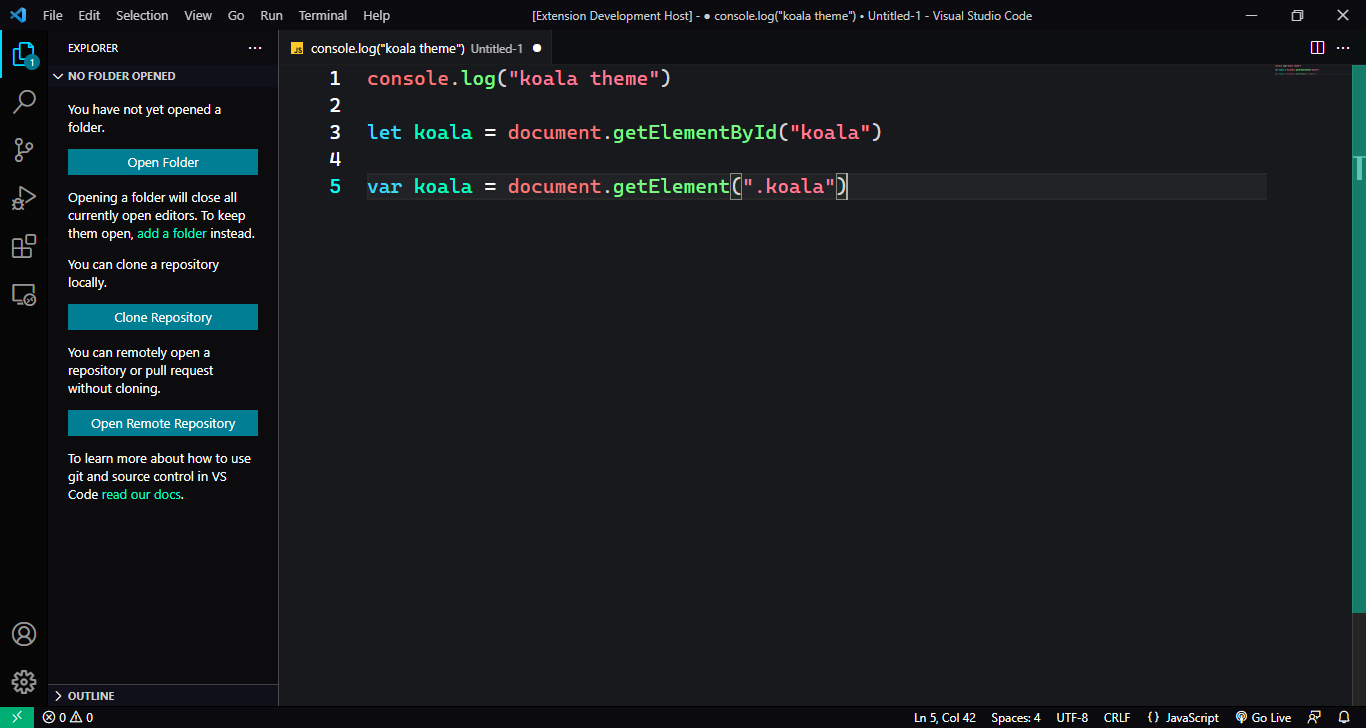 File Edit Selection View Go Run Terminal Help [Extension Development Host] - ● console.log("koala theme") • Untitled-1 - Visual Studio Code
EXPLORER
NO FOLDER OPENED
You have not yet opened a
folder.
Open Folder
Opening a folder will close all
currently open editors. To keep
them open, add a folder instead.
You can clone a repository
locally.
Clone Repository
You can remotely open a
repository or pull request
without cloning.
Open Remote Repository
To learn more about how to use
git and source control in VS
Code read our docs.
OUTLINE
1
JS console.log("koala theme") Untitled-1 ●
1 console.log("koala theme")
2
3 let koala = document.getElementById("koala")
4
5 var koala = document.getElement(".koala")
0 0 Ln 5, Col 42 Spaces: 4 UTF-8 CRLF {} JavaScript Go Live